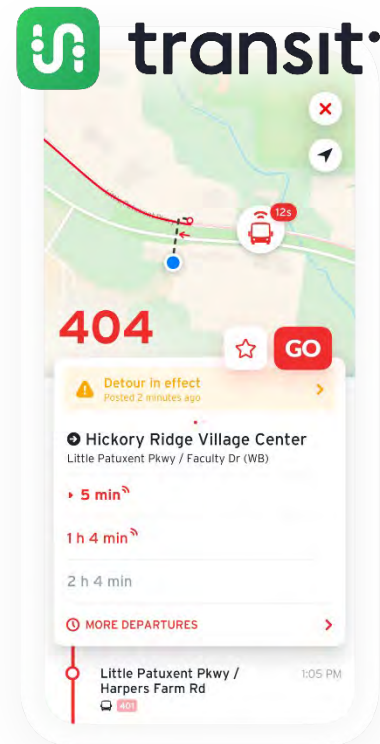 transit
12s
404
GO
Detour in effect
Posted 2 minutes ago
Hickory Ridge Village Center
Little Patuxent Pkwy / Faculty Dr (WB)
5 min
1 h 4 min
2 h 4 min
MORE DEPARTURES
Little Patuxent Pkwy /
Harpers Farm Rd
1:05 PM
401